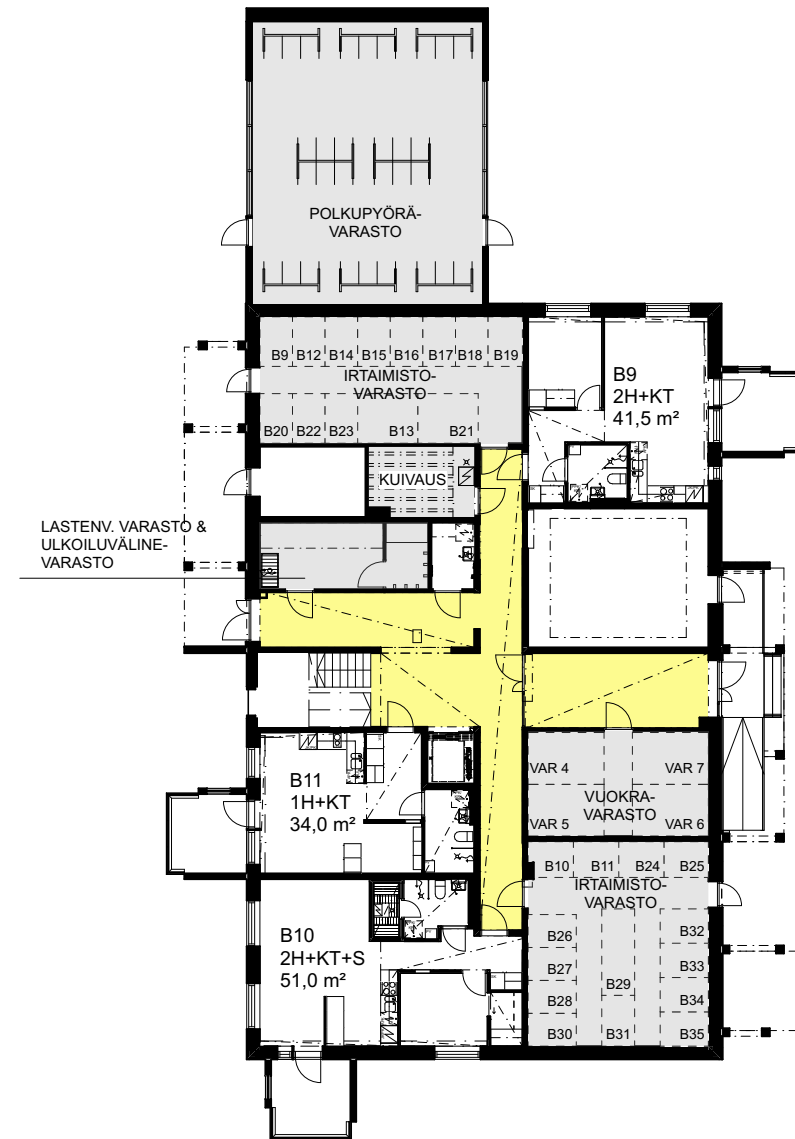 POLKUPYÖRÄ-
VARASTO
B9 B12 B14 B15 B16 B17 B18 B19
IRTAIMISTO-
VARASTO
B20 B22 B23 B13 B21
B9
2H+KT
41,5 m²
KUIVAUS
LASTENV. VARASTO &
ULKOILUVÄLINE-
VARASTO
B11
1H+KT
34,0 m²
VAR 4 VAR 7
VUOKRA-
VARASTO
VAR 5 VAR 6
B10 B11 B24 B25
IRTAIMISTO-
VARASTO
B26 B32
B27 B33
B29
B28 B34
B30 B31 B35
B10
2H+KT+S
51,0 m²